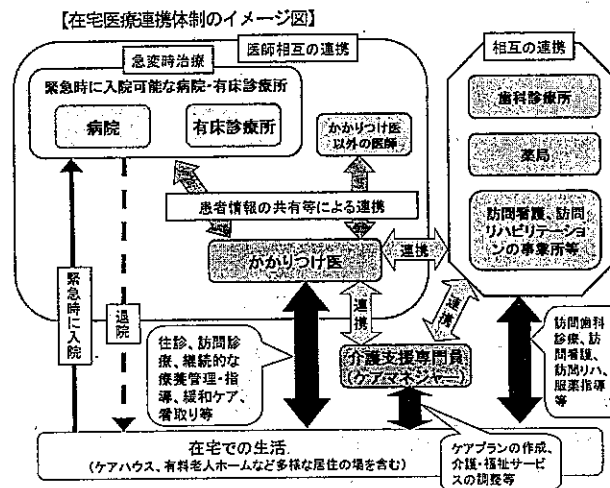 【在宅医療連携体制のイメージ図】
医師相互の連携
急変時治療
緊急時に入院可能な病院・有床診療所
病院
有床診療所
かかりつけ医
以外の医師
患者情報の共有等による連携
かかりつけ医
相互の連携
歯科診療所
薬局
訪問看護、訪問
リハビリテーショ
ンの事業所等
連携
連携
連携
緊急時に入院
退院
往診、訪問診
療、継続的な
療養管理・指
導、緩和ケア、
看取り等
介護支援専門員
(ケアマネジャー)
訪問歯科
診療、訪
問看護、
訪問リハ、
服薬指導
等
在宅での生活
(ケアハウス、有料老人ホームなど多様な居住の場を含む)
ケアプランの作成、
介護・福祉サービ
スの調整等